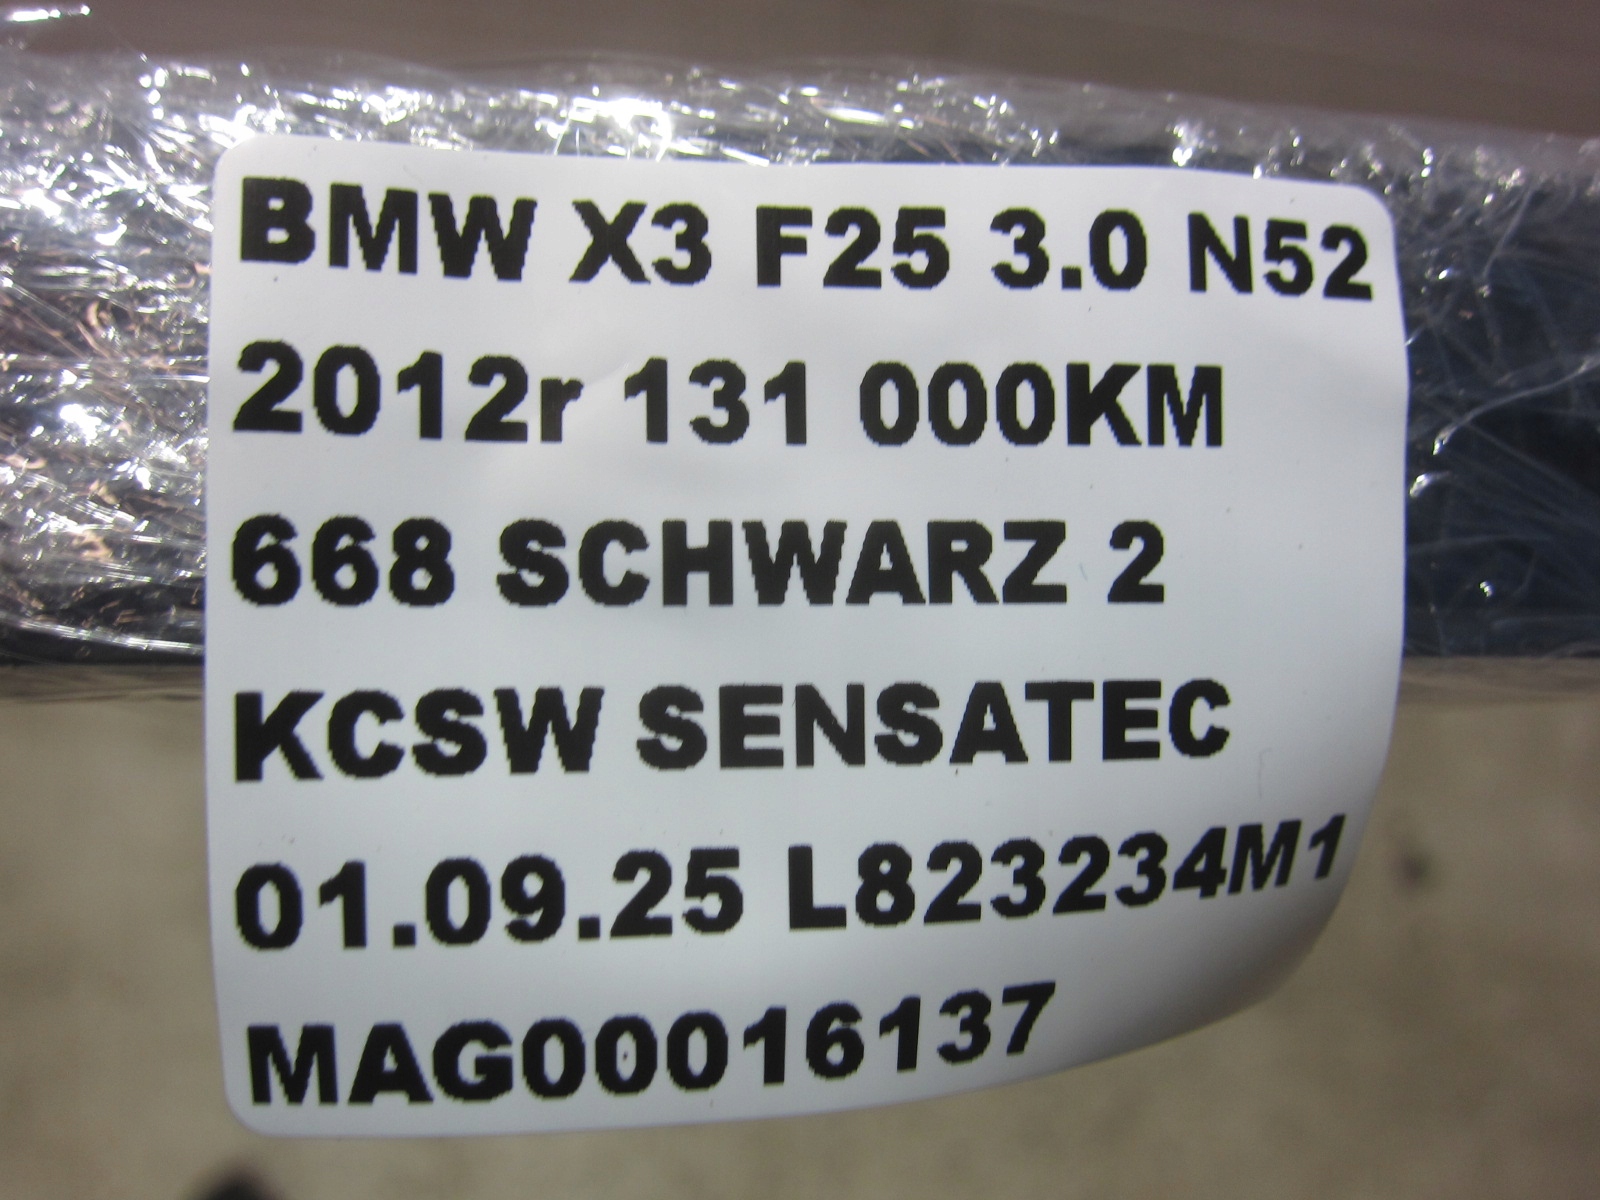 BMW X3 F25 3.0 N52
2012r 131 000KM
668 SCHWARZ 2
KCSW SENSATEC
01.09.25 L823234M1
MAG00016137